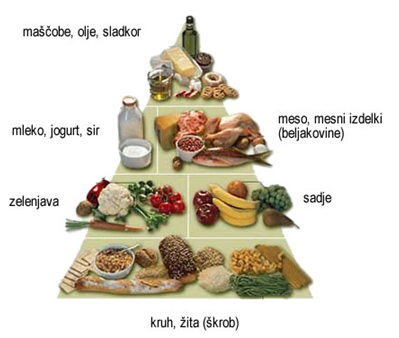 maščobe, olje, sladkor
mleko, jogurt, sir
meso, mesni izdelki
(beljakovine)
zelenjava
sadje
kruh, žita (škrob)